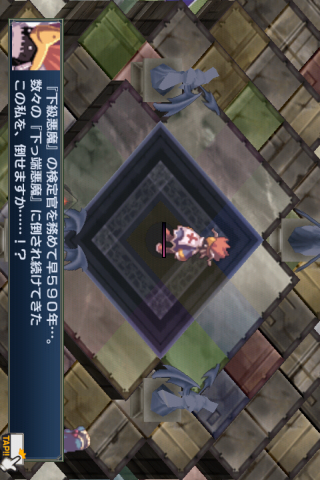 『下級悪魔』の検定官を務めて早５９０年…。
数々の『下っ端悪魔』に倒され続けてきた
この私を、倒せますか……！？
TAP!!